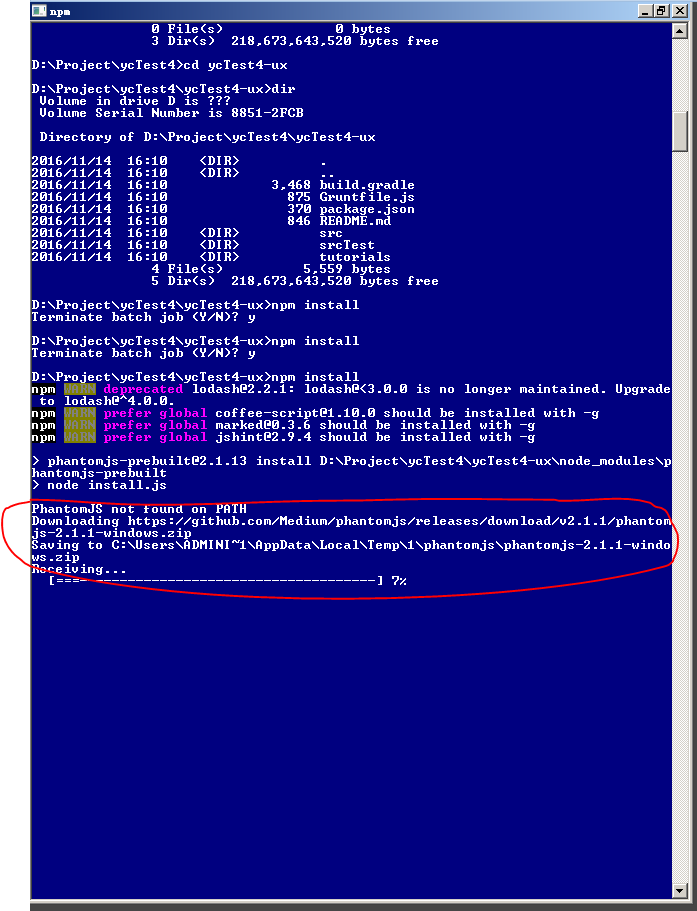 npm
0 File(s)              0 bytes
3 Dir(s)  218,673,643,520 bytes free
D:\Project\ycTest4>cd ycTest4-ux
D:\Project\ycTest4\ycTest4-ux>dir
Volume in drive D is ???
Volume Serial Number is 8851-2FCB
Directory of D:\Project\ycTest4\ycTest4-ux
2016/11/14  16:10    <DIR>          .
2016/11/14  16:10    <DIR>          ..
2016/11/14  16:10             3,468 build.gradle
2016/11/14  16:10               875 Gruntfile.js
2016/11/14  16:10               370 package.json
2016/11/14  16:10               846 README.md
2016/11/14  16:10    <DIR>          src
2016/11/14  16:10    <DIR>          srcTest
2016/11/14  16:10    <DIR>          tutorials
4 File(s)          5,559 bytes
5 Dir(s)  218,673,643,520 bytes free
D:\Project\ycTest4\ycTest4-ux>npm install
Terminate batch job (Y/N)? y
D:\Project\ycTest4\ycTest4-ux>npm install
Terminate batch job (Y/N)? y
D:\Project\ycTest4\ycTest4-ux>npm install
npm WARN deprecated lodash@2.2.1: lodash@<3.0.0 is no longer maintained. Upgrade
to lodash@^4.0.0.
npm WARN prefer global coffee-script@1.10.0 should be installed with -g
npm WARN prefer global marked@0.3.6 should be installed with -g
npm WARN prefer global jshint@2.9.4 should be installed with -g
> phantomjs-prebuilt@2.1.13 install D:\Project\ycTest4\ycTest4-ux\node_modules\p
hantomjs-prebuilt
> node install.js
PhantomJS not found on PATH
Downloading https://github.com/Medium/phantomjs/releases/download/v2.1.1/phantom
js-2.1.1-windows.zip
Saving to C:\Users\ADMINI~1\AppData\Local\Temp\1\phantomjs\phantomjs-2.1.1-windo
ws.zip
Receiving...
[===-------------------------------------] 7%